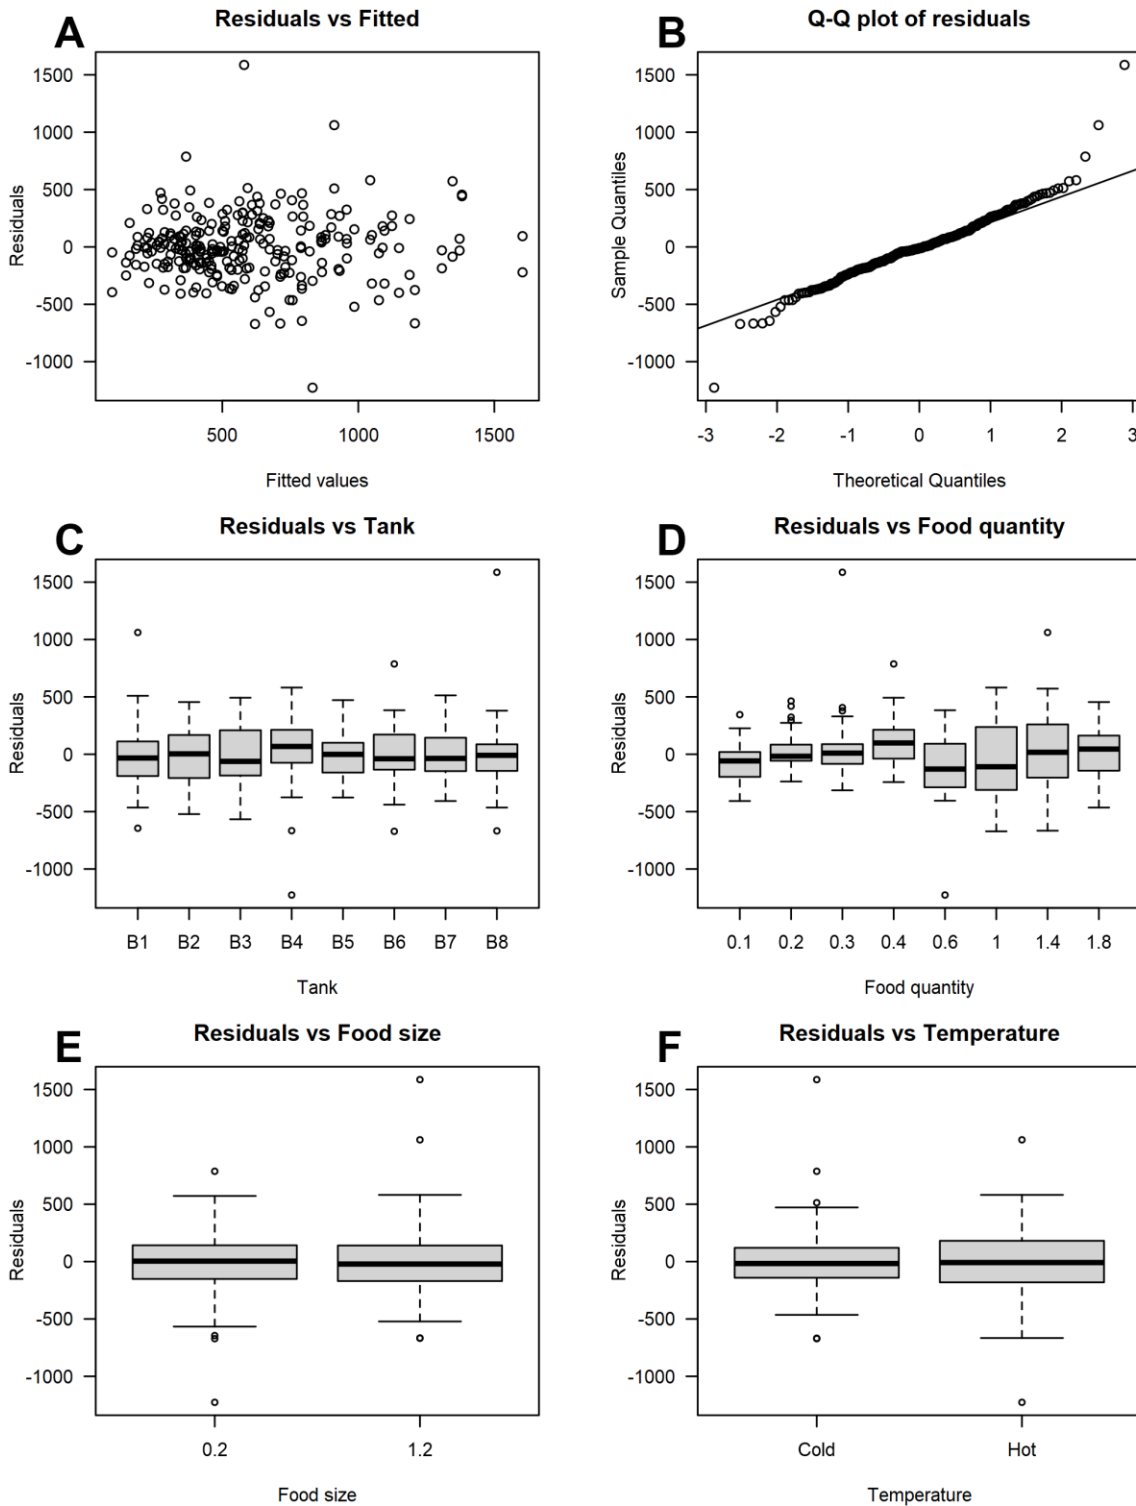 A
Residuals vs Fitted
1500
1000
500
0
-500
-1000
Residuals
500 1000 1500
Fitted values
B
Q-Q plot of residuals
1500
1000
500
0
-500
-1000
Sample Quantiles
-3 -2 -1 0 1 2 3
Theoretical Quantiles
C
Residuals vs Tank
1500
1000
500
0
-500
-1000
Residuals
B1 B2 B3 B4 B5 B6 B7 B8
Tank
D
Residuals vs Food quantity
1500
1000
500
0
-500
-1000
Residuals
0.1 0.2 0.3 0.4 0.6 1 1.4 1.8
Food quantity
E
Residuals vs Food size
1500
1000
500
0
-500
-1000
Residuals
0.2 1.2
Food size
F
Residuals vs Temperature
1500
1000
500
0
-500
-1000
Residuals
Cold Hot
Temperature